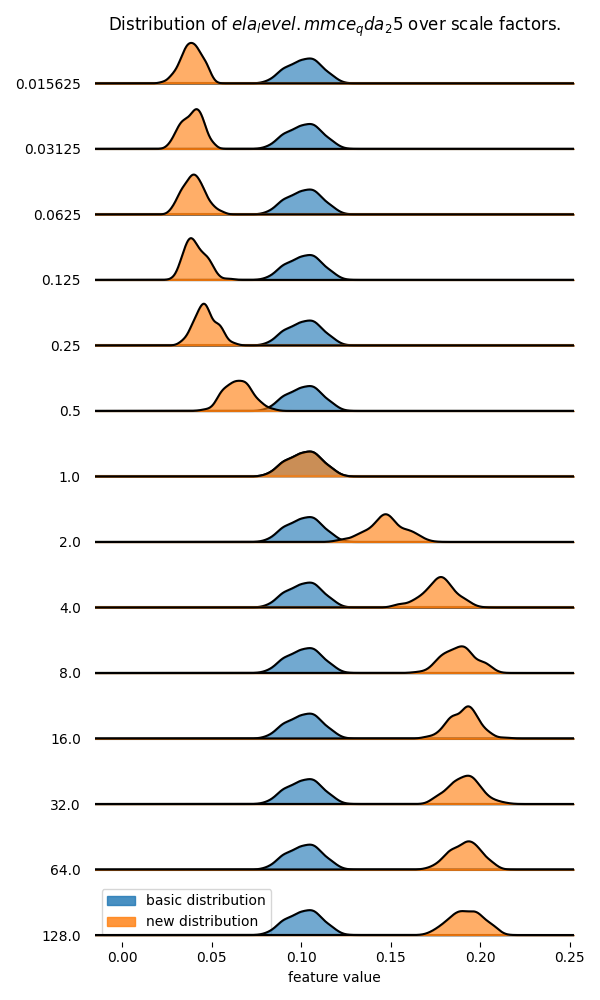 Distribution of $ela_level.mmce_qda_25$ over scale factors.
0.015625
0.03125
0.0625
0.125
0.25
0.5
1.0
2.0
4.0
8.0
16.0
32.0
64.0
basic distribution
new distribution
128.0
0.00 0.05 0.10 0.15 0.20 0.25
feature value